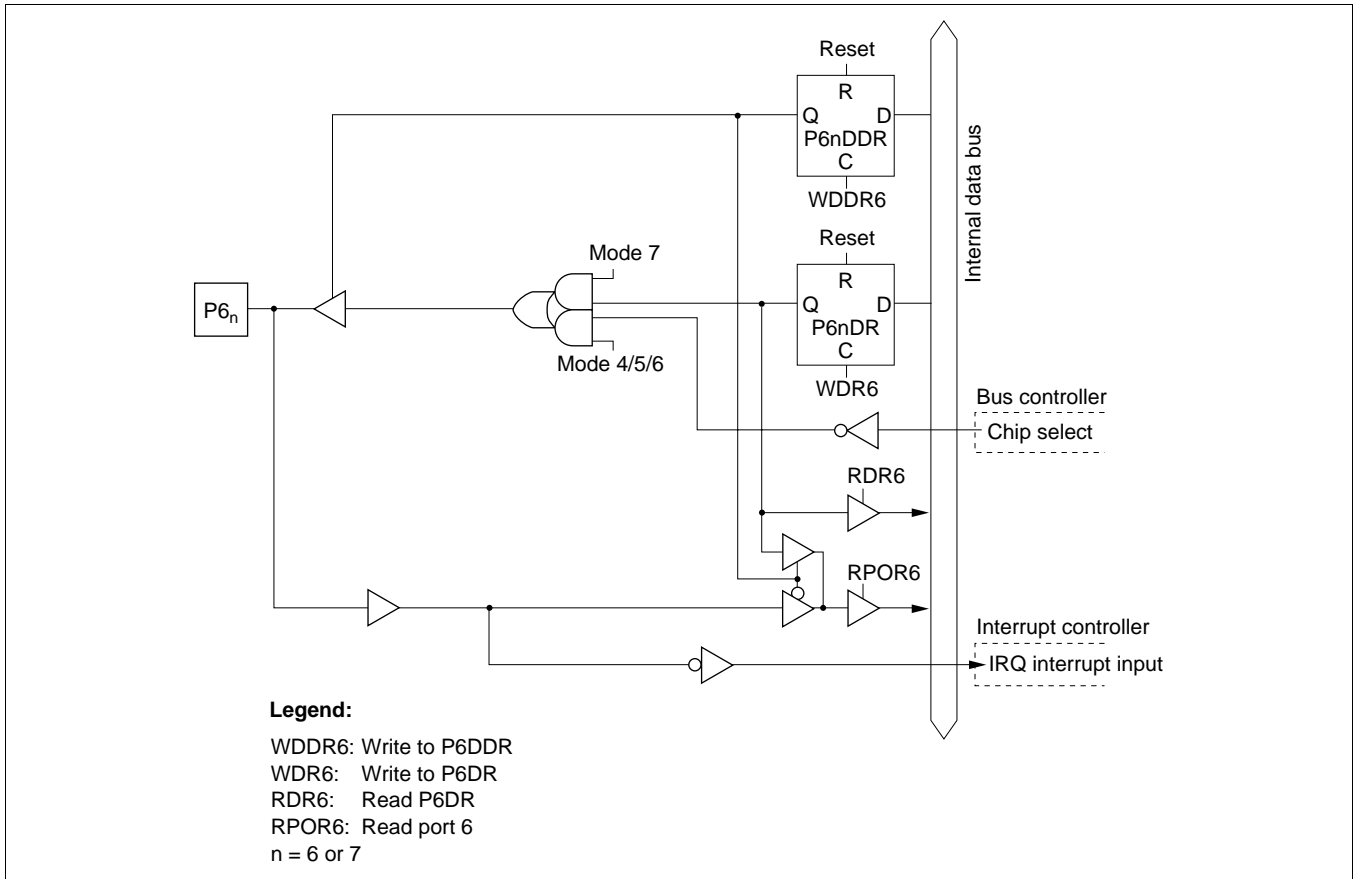 Reset
R
Q D
P6nDDR
C
WDDR6
Internal data bus
Reset
Mode 7
R
Q D
P6n
P6nDR
C
Mode 4/5/6
WDR6
Bus controller
Chip select
RDR6
RPOR6
Interrupt controller
IRQ interrupt input
Legend:
WDDR6: Write to P6DDR
WDR6: Write to P6DR
RDR6: Read P6DR
RPOR6: Read port 6
n = 6 or 7